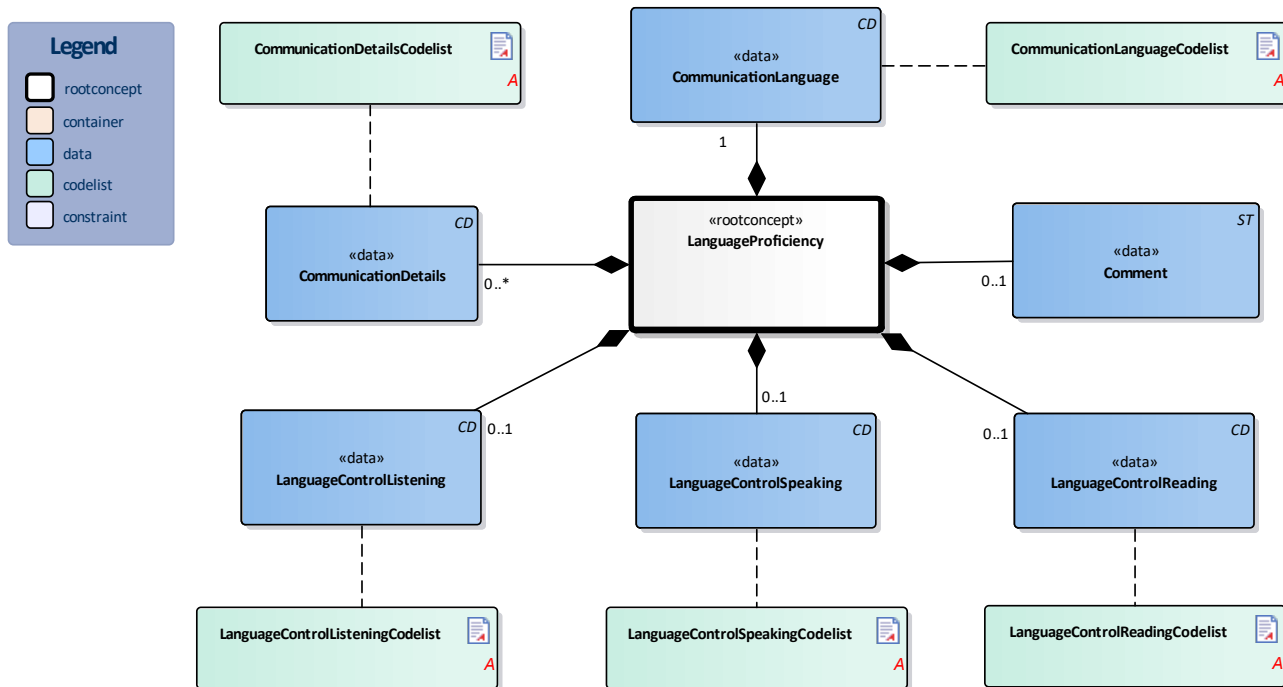 Legend
rootconcept
container
data
codelist
constraint
CommunicationDetailsCodelist
A
CD
«data»
CommunicationLanguage
CommunicationLanguageCodelist
A
1
CD
«data»
CommunicationDetails
0..*
«rootconcept»
LanguageProficiency
ST
«data»
Comment
0..1
CD
«data»
LanguageControlListening
0..1
CD
«data»
LanguageControlSpeaking
0..1
CD
«data»
LanguageControlReading
0..1
LanguageControlListeningCodelist
A
LanguageControlSpeakingCodelist
A
LanguageControlReadingCodelist
A